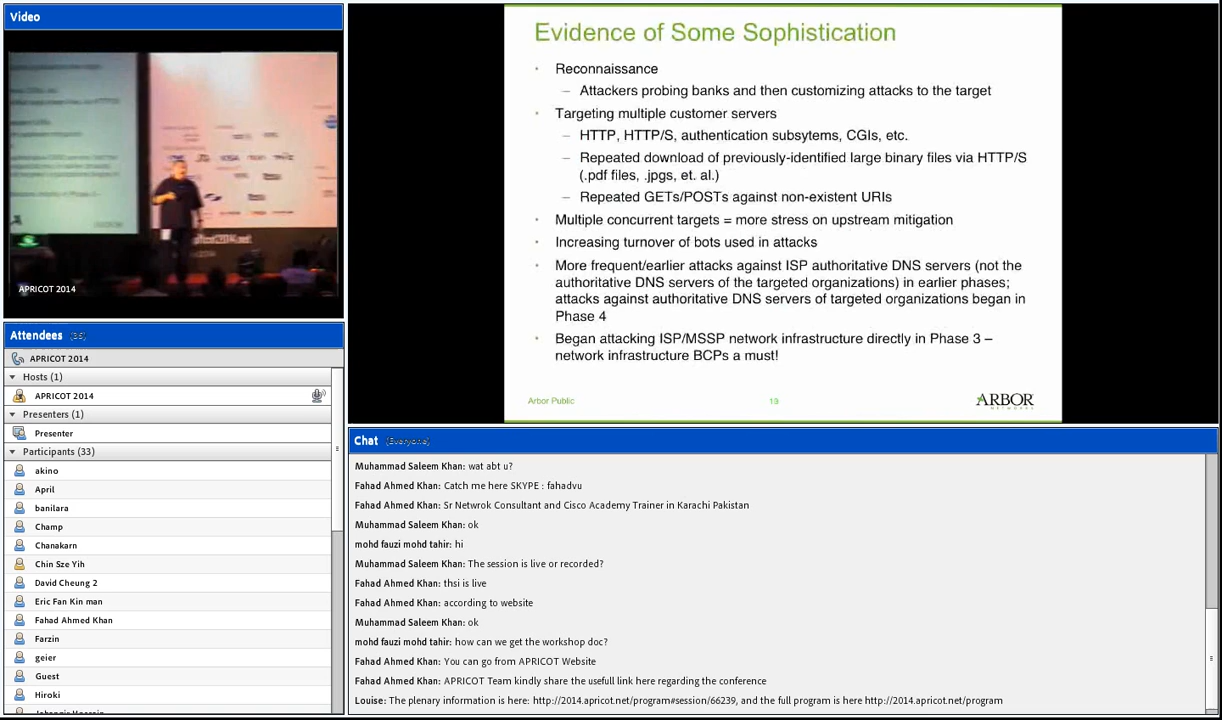 Video
APRICOT 2014
Attendees (35)
APRICOT 2014
Hosts (1)
APRICOT 2014
Presenters (1)
Presenter
Participants (33)
akino
April
banilara
Champ
Chanakarn
Chin Sze Yih
David Cheung 2
Eric Fan Kin man
Fahad Ahmed Khan
Farzin
geier
Guest
Hiroki
Evidence of Some Sophistication
• Reconnaissance
– Attackers probing banks and then customizing attacks to the target
• Targeting multiple customer servers
– HTTP, HTTP/S, authentication subsytems, CGIs, etc.
– Repeated download of previously-identified large binary files via HTTP/S
(.pdf files, .jpgs, et. al.)
– Repeated GETs/POSTs against non-existent URIs
• Multiple concurrent targets = more stress on upstream mitigation
• Increasing turnover of bots used in attacks
• More frequent/earlier attacks against ISP authoritative DNS servers (not the
authoritative DNS servers of the targeted organizations) in earlier phases;
attacks against authoritative DNS servers of targeted organizations began in
Phase 4
• Began attacking ISP/MSSP network infrastructure directly in Phase 3 –
network infrastructure BCPs a must!
Arbor Public
13
ARBOR
NETWORKS
Chat (Everyone)
Muhammad Saleem Khan: wat abt u?
Fahad Ahmed Khan: Catch me here SKYPE : fahadvu
Fahad Ahmed Khan: Sr Netwrok Consultant and Cisco Academy Trainer in Karachi Pakistan
Muhammad Saleem Khan: ok
mohd fauzi mohd tahir: hi
Muhammad Saleem Khan: The session is live or recorded?
Fahad Ahmed Khan: thsi is live
Fahad Ahmed Khan: according to website
Muhammad Saleem Khan: ok
mohd fauzi mohd tahir: how can we get the workshop doc?
Fahad Ahmed Khan: You can go from APRICOT Website
Fahad Ahmed Khan: APRICOT Team kindly share the usefull link here regarding the conference
Louise: The plenary information is here: http://2014.apricot.net/program#session/66239, and the full program is here http://2014.apricot.net/program